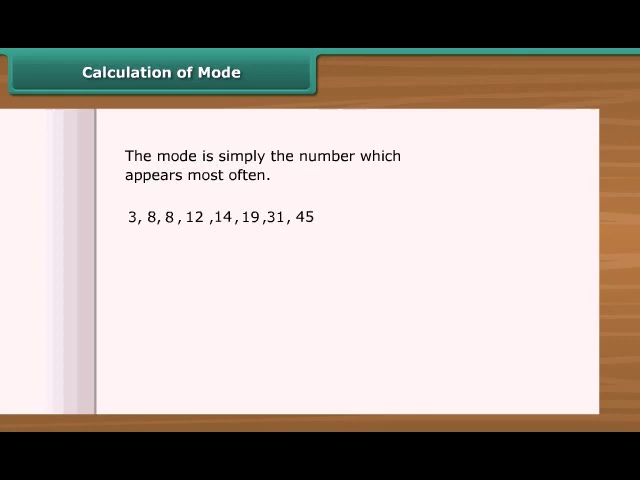 Calculation of Mode
The mode is simply the number which
appears most often.
3, 8, 8 , 12 ,14, 19 ,31, 45